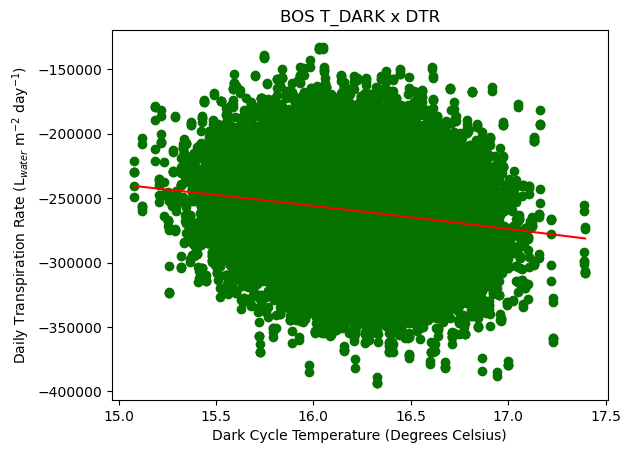 BOS T_DARK x DTR
Daily Transpiration Rate (L_water m^−2 day^−1)
−150000
−200000
−250000
−300000
−350000
−400000
15.0 15.5 16.0 16.5 17.0 17.5
Dark Cycle Temperature (Degrees Celsius)